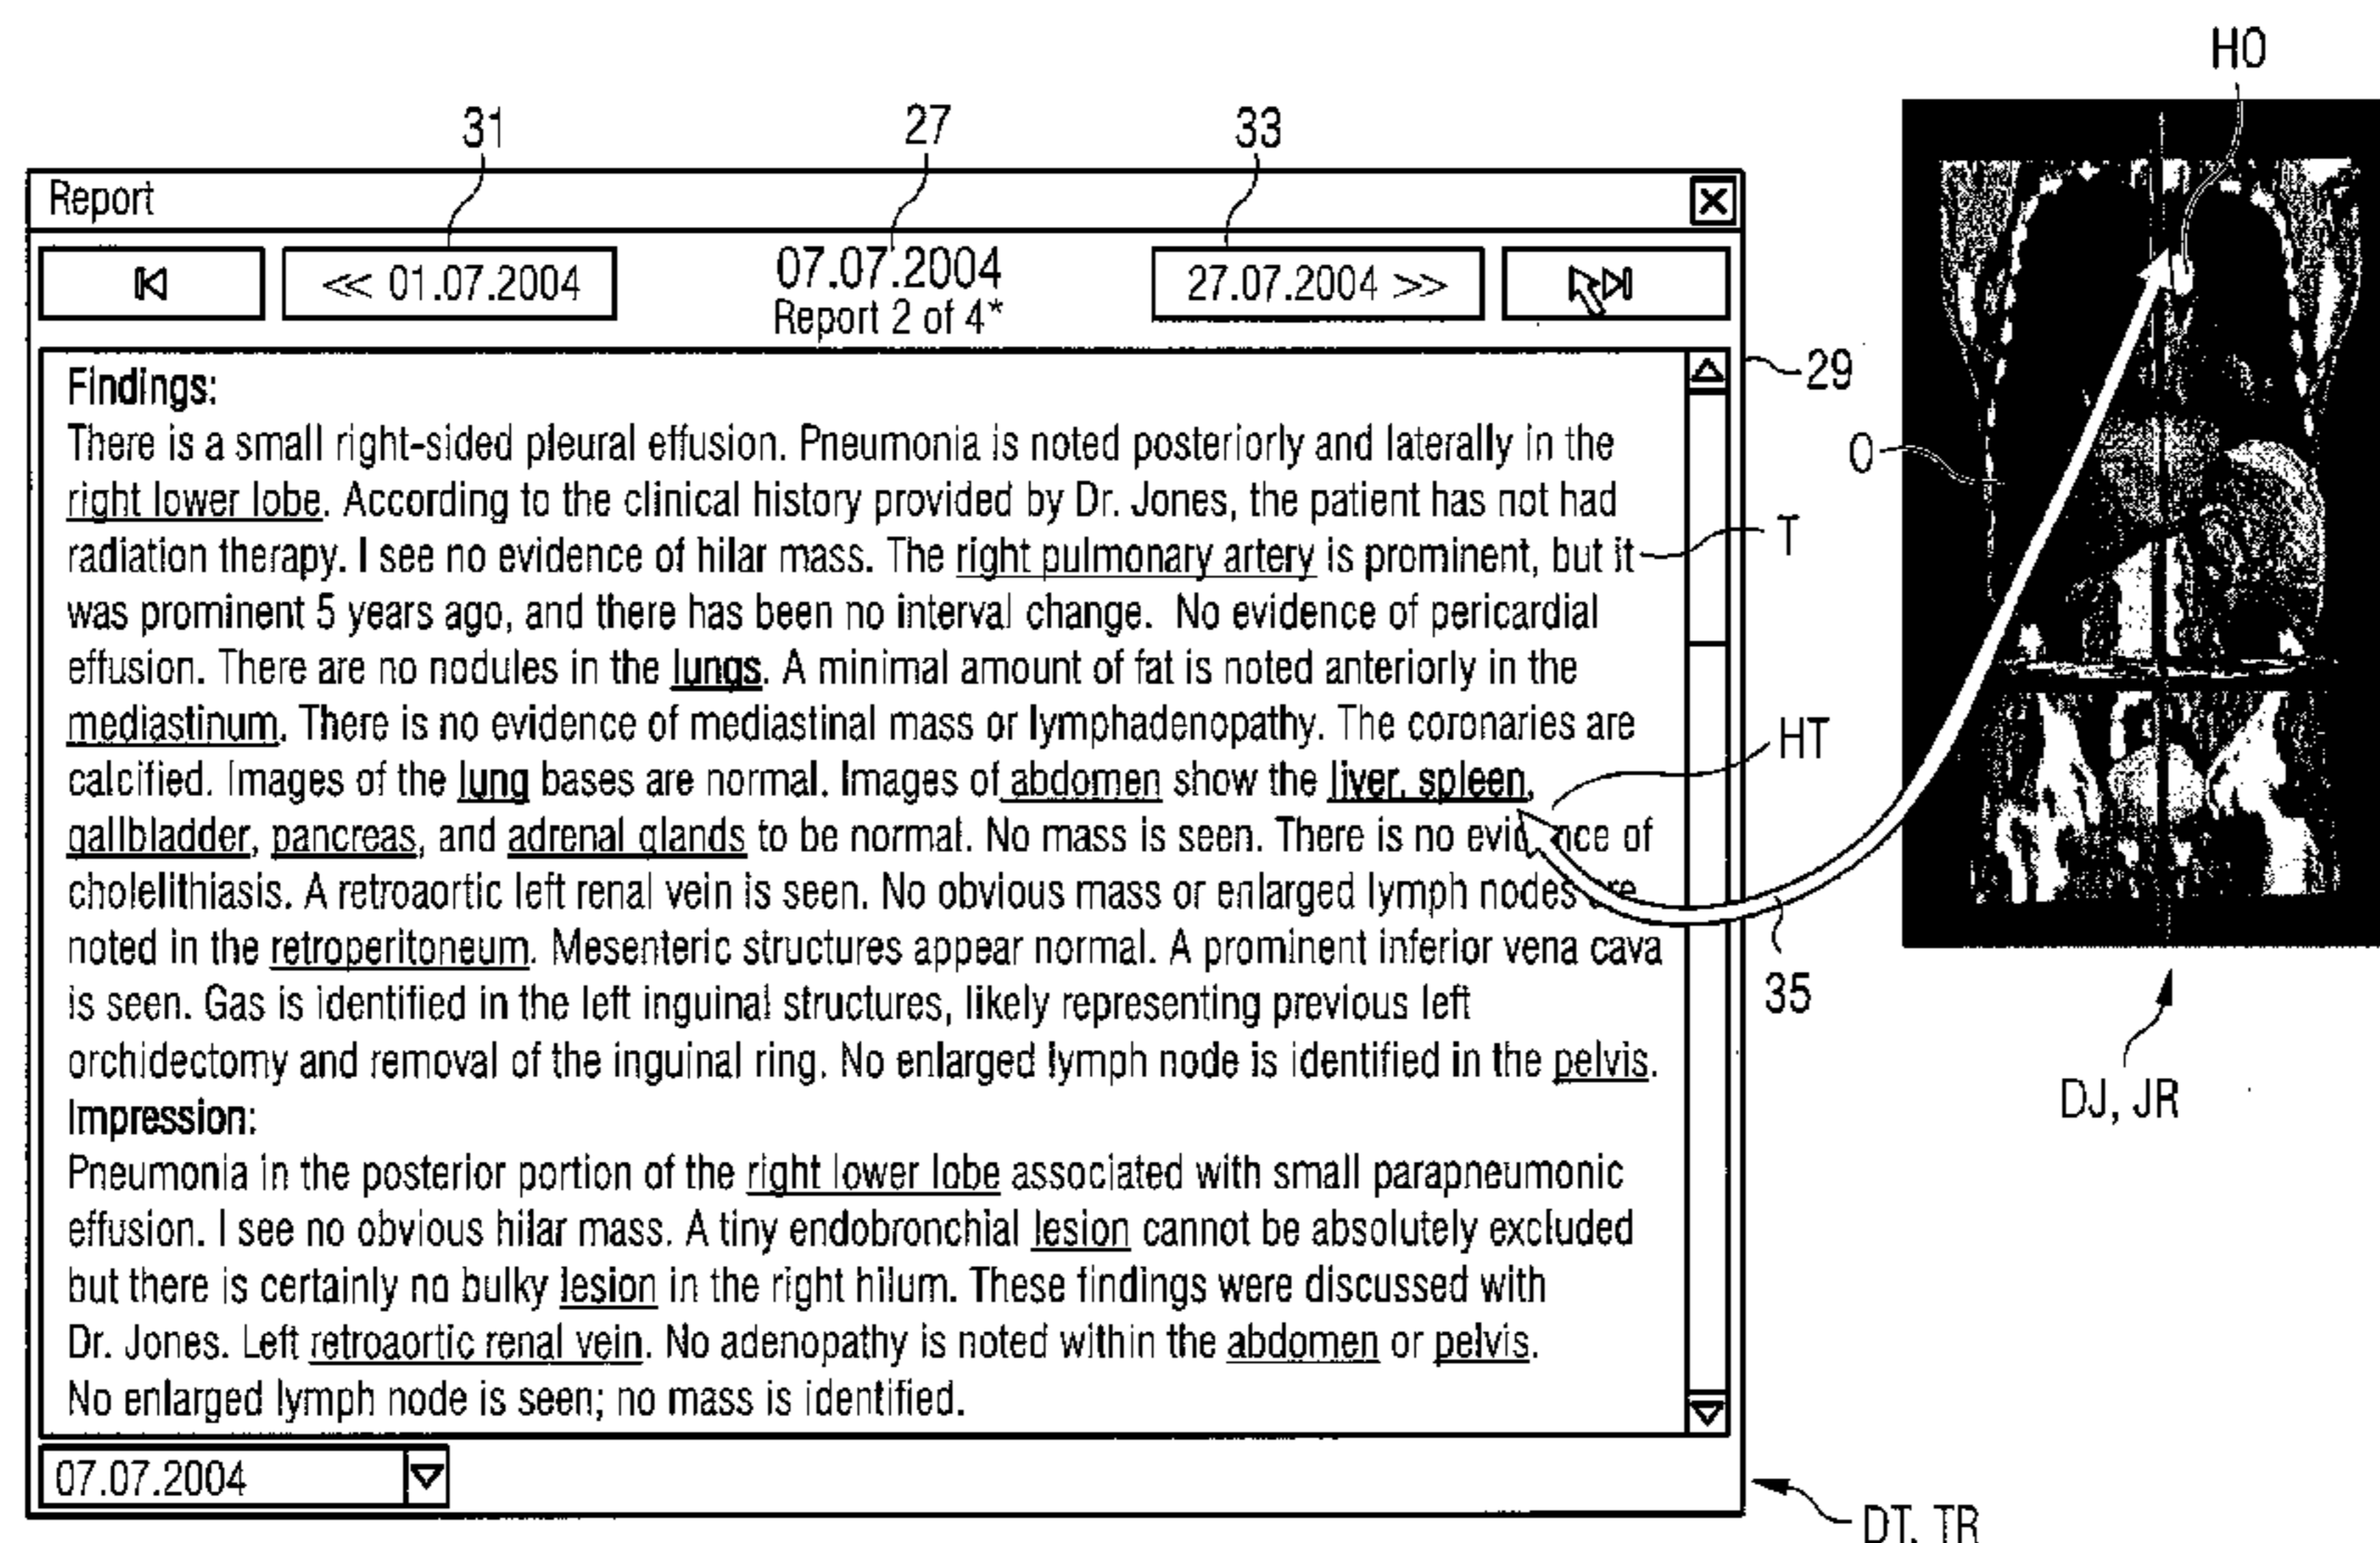 HO
31
27
33
Report
<< 01.07.2004
07.07.2004
27.07.2004 >>
Report 2 of 4*
29
Findings:
There is a small right-sided pleural effusion. Pneumonia is noted posteriorly and laterally in the
O
right lower lobe. According to the clinical history provided by Dr. Jones, the patient has not had
radiation therapy. I see no evidence of hilar mass. The right pulmonary artery is prominent, but it
T
was prominent 5 years ago, and there has been no interval change. No evidence of pericardial
effusion. There are no nodules in the lungs. A minimal amount of fat is noted anteriorly in the
mediastinum. There is no evidence of mediastinal mass or lymphadenopathy. The coronaries are
HT
calcified. Images of the lung bases are normal. Images of abdomen show the liver, spleen,
gallbladder, pancreas, and adrenal glands to be normal. No mass is seen. There is no evidence of
cholelithiasis. A retroaortic left renal vein is seen. No obvious mass or enlarged lymph nodes are
noted in the retroperitoneum. Mesenteric structures appear normal. A prominent inferior vena cava
35
is seen. Gas is identified in the left inguinal structures, likely representing previous left
orchidectomy and removal of the inguinal ring. No enlarged lymph node is identified in the pelvis.
DJ, JR
Impression:
Pneumonia in the posterior portion of the right lower lobe associated with small parapneumonic
effusion. I see no obvious hilar mass. A tiny endobronchial lesion cannot be absolutely excluded
but there is certainly no bulky lesion in the right hilum. These findings were discussed with
Dr. Jones. Left retroaortic renal vein. No adenopathy is noted within the abdomen or pelvis.
No enlarged lymph node is seen; no mass is identified.
07.07.2004
DT, TR